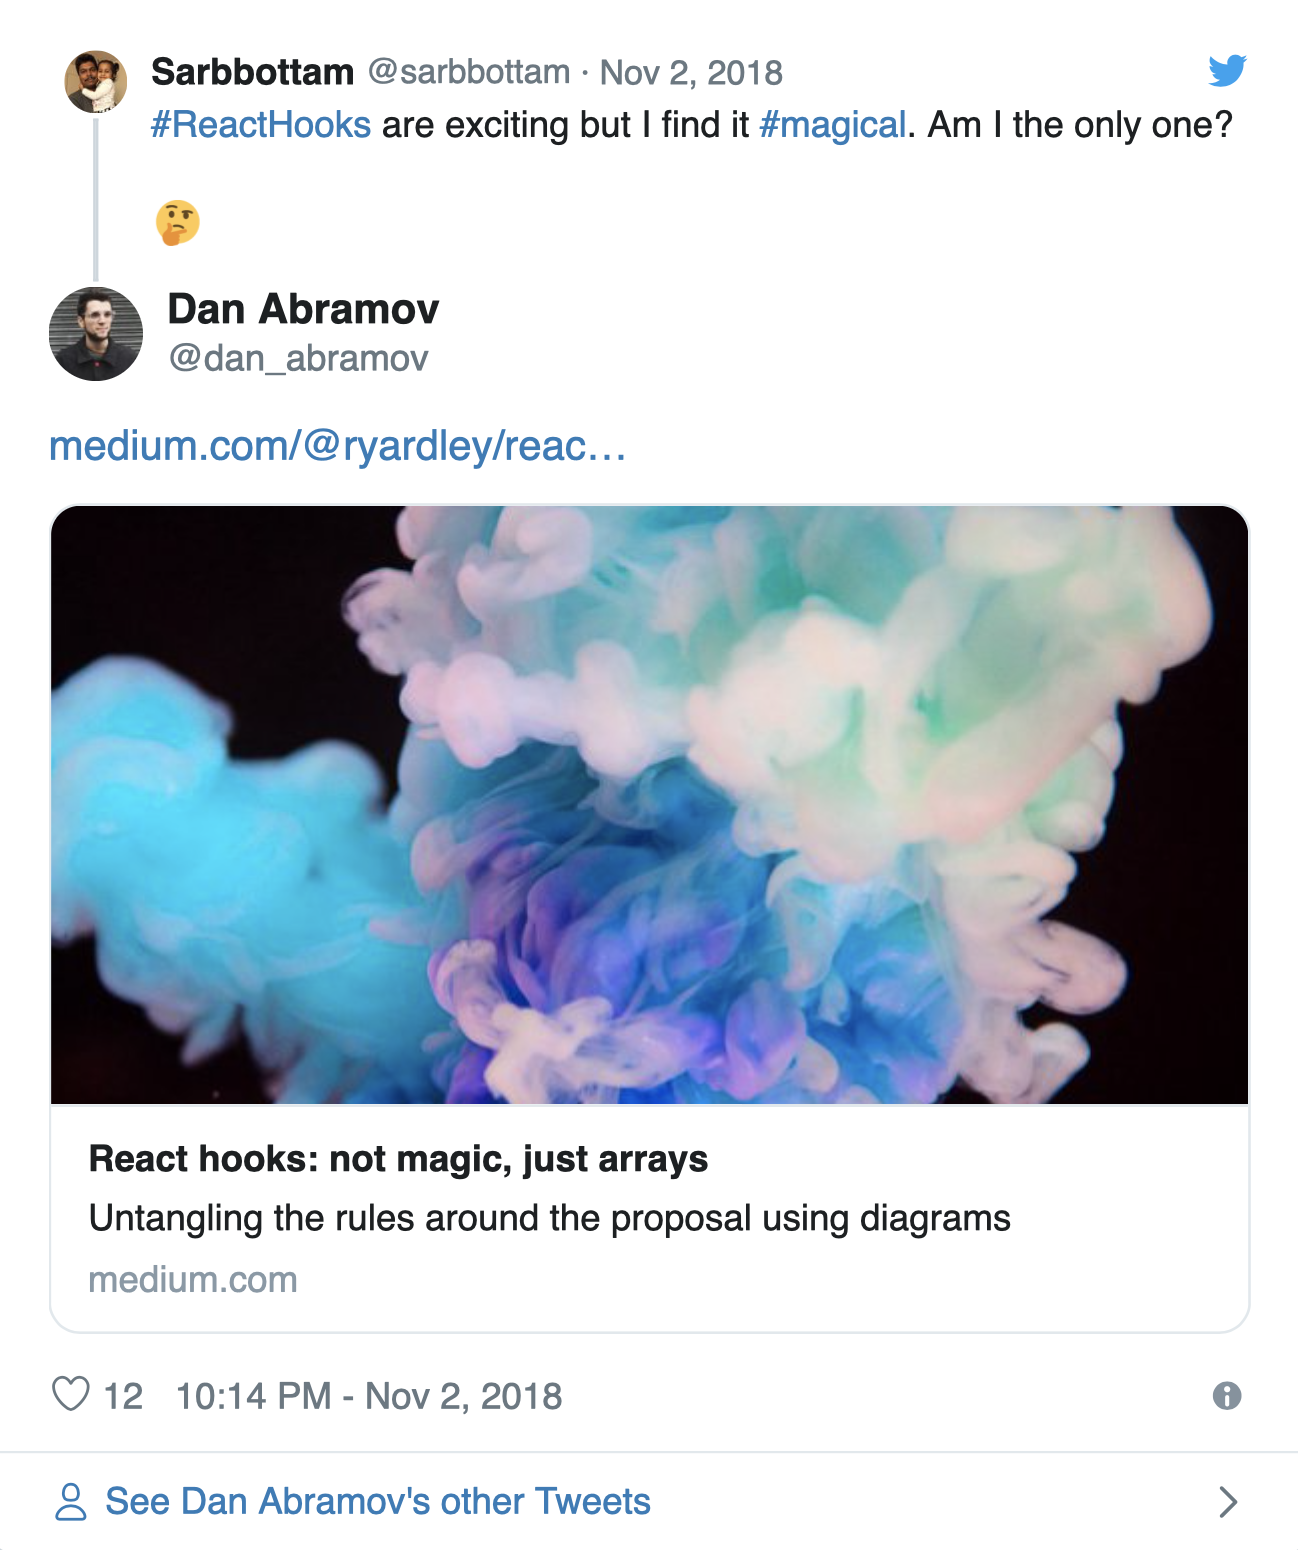 Sarbbottam @sarbbottam · Nov 2, 2018
#ReactHooks are exciting but I find it #magical. Am I the only one?
Dan Abramov
@dan_abramov
medium.com/@ryardley/reac…
React hooks: not magic, just arrays
Untangling the rules around the proposal using diagrams
medium.com
12 10:14 PM - Nov 2, 2018
See Dan Abramov's other Tweets